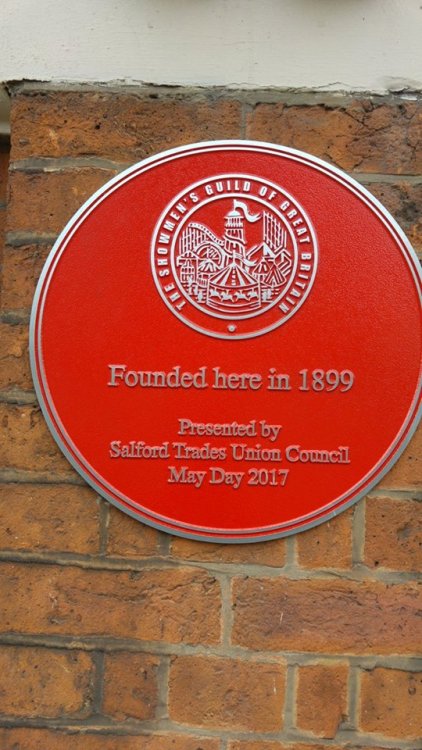 THE SHOWMEN'S GUILD OF GREAT BRITAIN
Founded here in 1899
Presented by
Salford Trades Union Council
May Day 2017